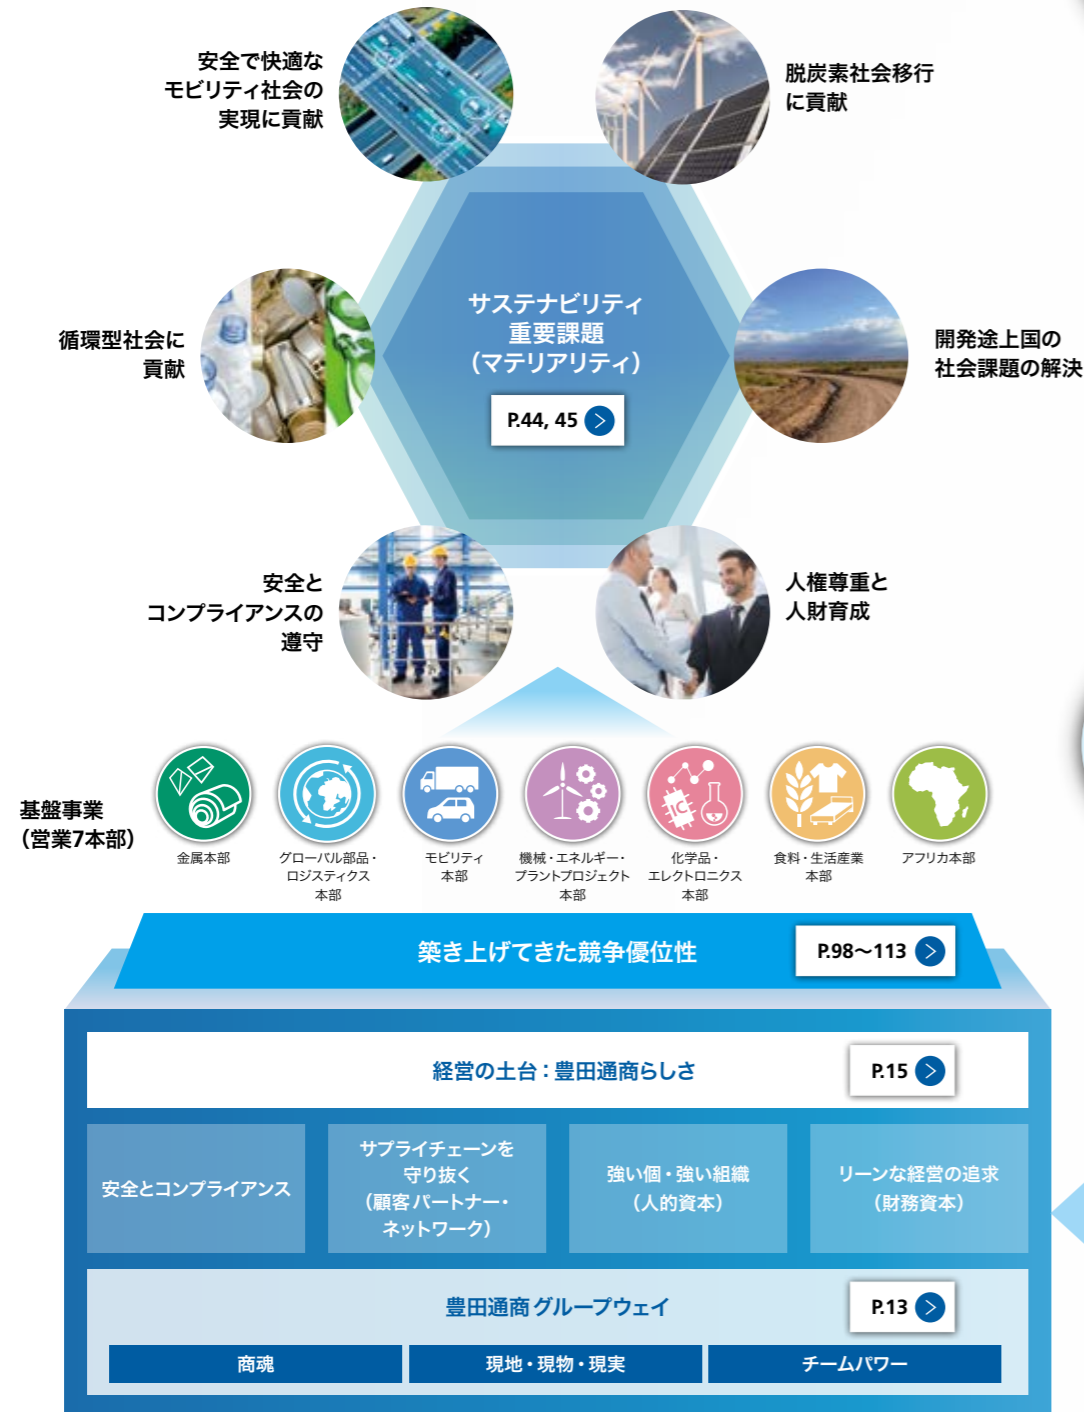 安全で快適な
モビリティ社会の
実現に貢献
脱炭素社会移行
に貢献
サステナビリティ
重要課題
（マテリアリティ）
P.44, 45
循環型社会に
貢献
開発途上国の
社会課題の解決
安全と
コンプライアンスの
遵守
人権尊重と
人財育成
基盤事業
（営業7本部）
金属本部
グローバル部品・
ロジスティクス
本部
モビリティ
本部
機械・エネルギー・
プラントプロジェクト
本部
IC
化学品・
エレクトロニクス
本部
食料・生活産業
本部
アフリカ本部
築き上げてきた競争優位性
P.98〜113
経営の土台：豊田通商らしさ
P.15
安全とコンプライアンス
サプライチェーンを
守り抜く
（顧客 パートナー・
ネットワーク）
強い個・強い組織
（人的資本）
リーンな経営の追求
（財務資本）
豊田通商 グループウェイ
P.13
商魂
現地・現物・現実
チームパワー